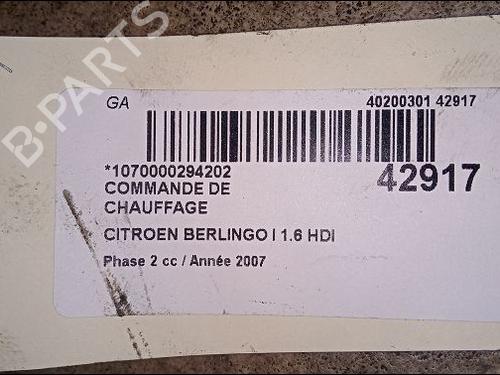 B-PARTS
GA
40200301 42917
*1070000294202
42917
COMMANDE DE
CHAUFFAGE
CITROEN BERLINGO I 1.6 HDI
Phase 2 cc / Année 2007